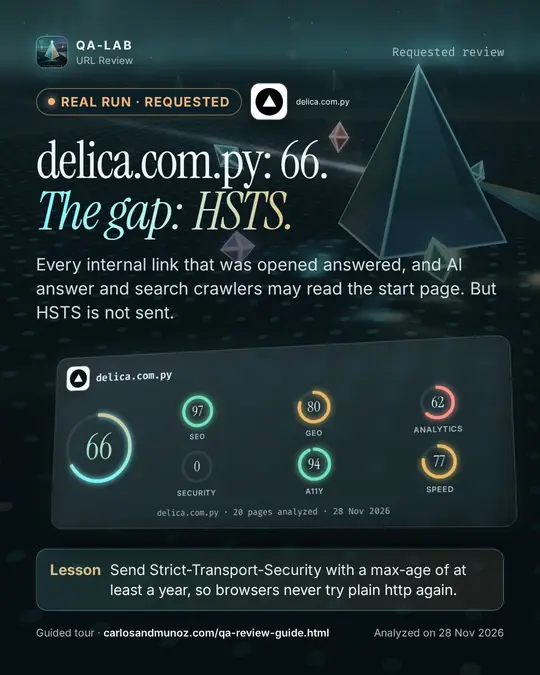 QA-LAB
URL Review
Requested review
REAL RUN · REQUESTED
delica.com.py
delica.com.py: 66.
The gap: HSTS.
Every internal link that was opened answered, and AI
answer and search crawlers may read the start page. But
HSTS is not sent.
delica.com.py
66
97
SEO
80
GEO
62
ANALYTICS
0
SECURITY
94
A11Y
77
SPEED
delica.com.py · 20 pages analyzed · 28 Nov 2026
Lesson Send Strict-Transport-Security with a max-age of at
least a year, so browsers never try plain http again.
Guided tour · carlosandmunoz.com/qa-review-guide.html
Analyzed on 28 Nov 2026